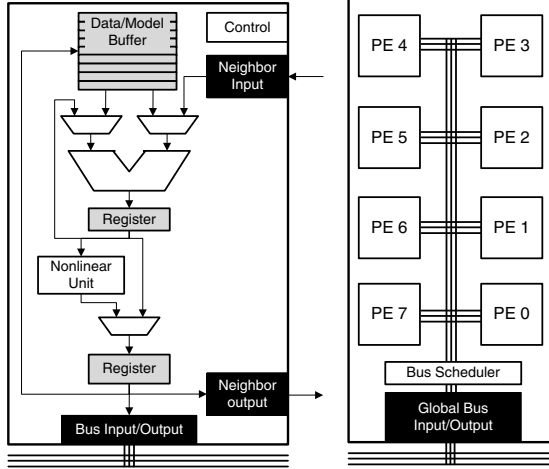 Data/Model
Buffer
Control
Neighbor
Input
Register
Nonlinear
Unit
Register
Neighbor
output
Bus Input/Output
PE 4
PE 3
PE 5
PE 2
PE 6
PE 1
PE 7
PE 0
Bus Scheduler
Global Bus
Input/Output